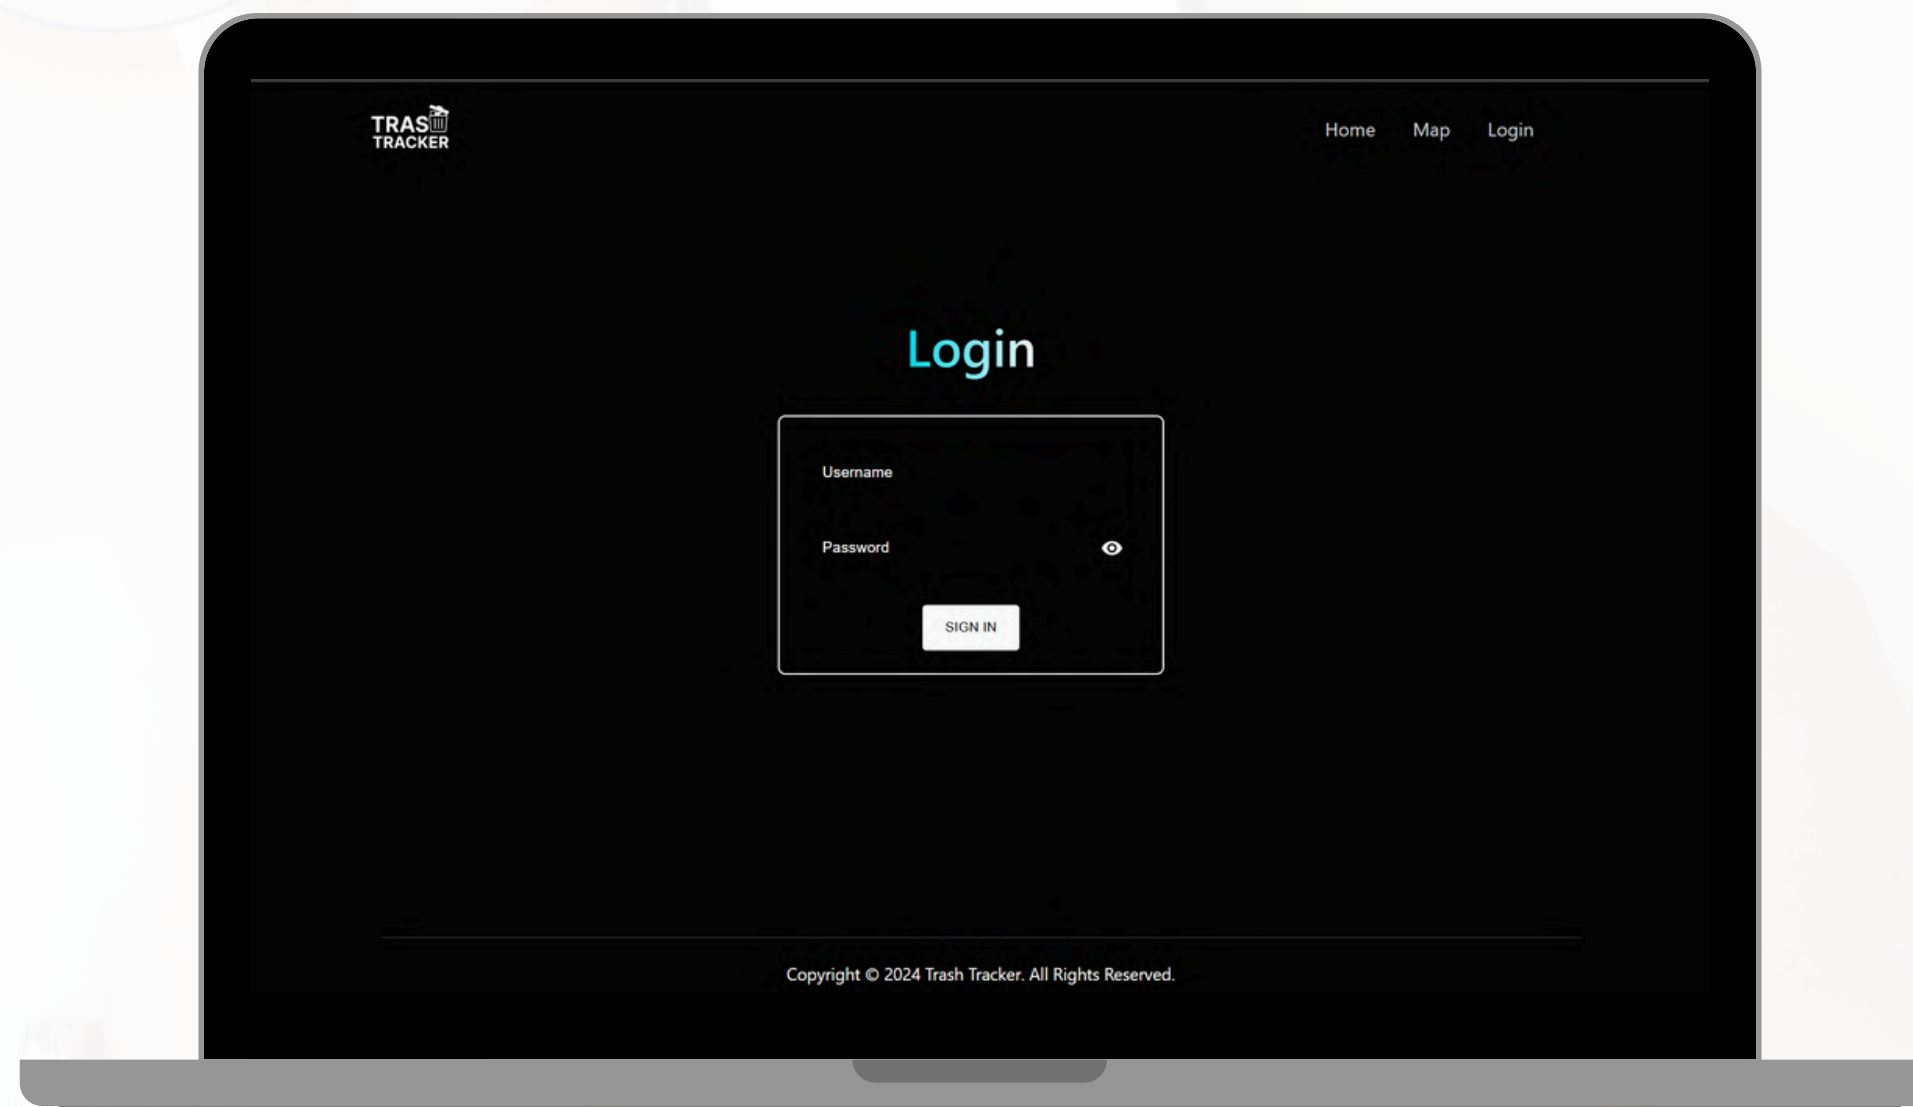 TRAS
TRACKER
Home Map Login
Login
Username
Password
SIGN IN
Copyright © 2024 Trash Tracker. All Rights Reserved.